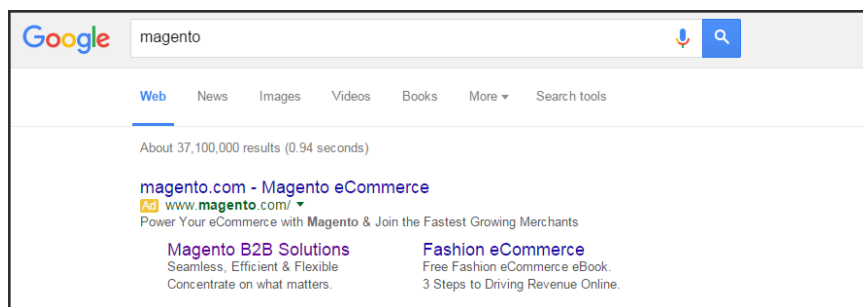 Google magento
Web News Images Videos Books More Search tools
About 37,100,000 results (0.94 seconds)
magento.com - Magento eCommerce
Ad www.magento.com/
Power Your eCommerce with Magento & Join the Fastest Growing Merchants
Magento B2B Solutions
Seamless, Efficient & Flexible
Concentrate on what matters.
Fashion eCommerce
Free Fashion eCommerce eBook.
3 Steps to Driving Revenue Online.